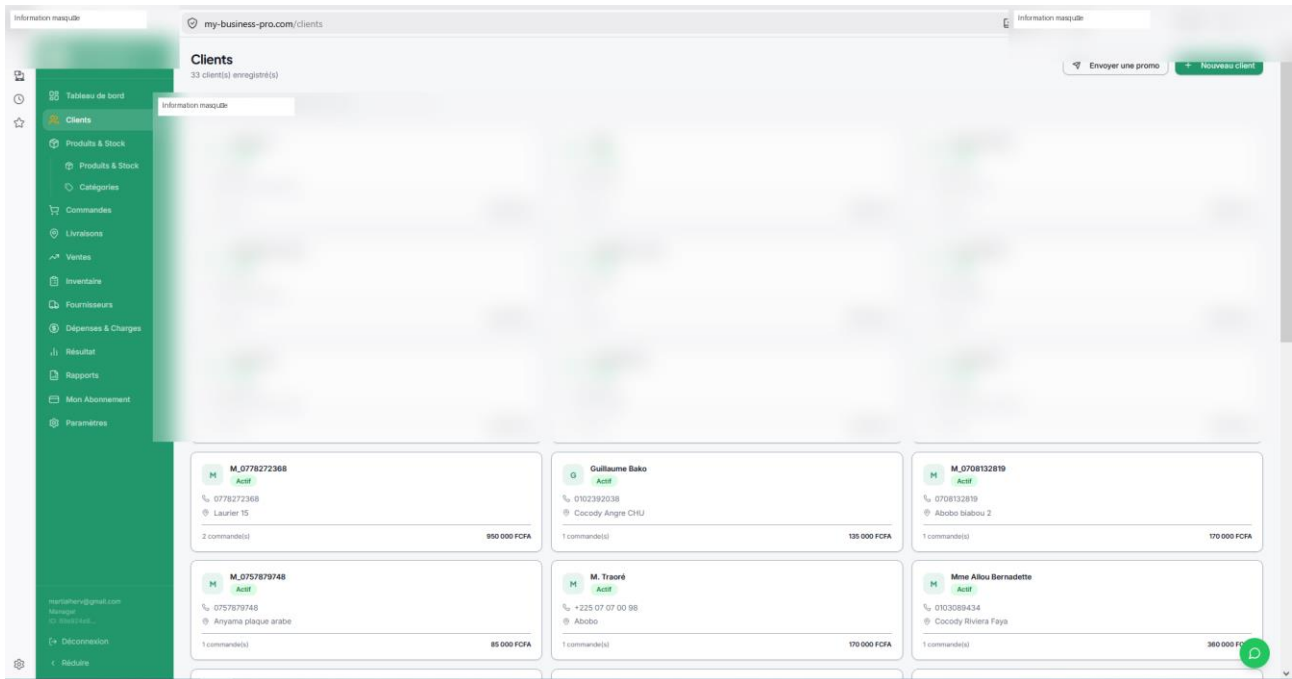 Information masquée
my-business-pro.com/clients
Information masquée
Clients
33 client(s) enregistré(s)
Envoyer une promo
+ Nouveau client
Tableau de bord
Information masquée
Clients
Produits & Stock
Produits & Stock
Catégories
Commandes
Livraisons
Ventes
Inventaire
Fournisseurs
Dépenses & Charges
Résultat
Rapports
Mon Abonnement
Paramètres
M M_0778272368
Actif
0778272368
Laurier 15
2 commande(s) 950 000 FCFA
G Guillaume Bako
Actif
0102392038
Cocody Angre CHU
1 commande(s) 135 000 FCFA
M M_0708132819
Actif
0708132819
Abobo biabou 2
1 commande(s) 170 000 FCFA
M M_0757879748
Actif
0757879748
Anyama plaque arabe
1 commande(s) 85 000 FCFA
M M. Traoré
Actif
+225 07 07 00 98
Abobo
1 commande(s) 170 000 FCFA
M Mme Allou Bernadette
Actif
0103089434
Cocody Riviera Faya
1 commande(s) 360 000
Manager
Déconnexion
Réduire